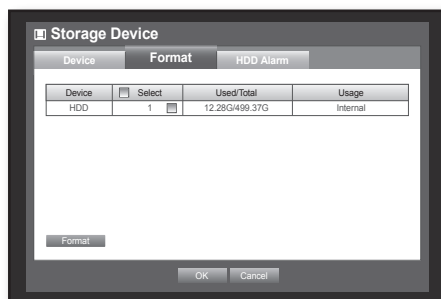 Storage Device
Device Format HDD Alarm
Device Select Used/Total Usage
HDD 1 12.28G/499.37G Internal
Format
OK Cancel